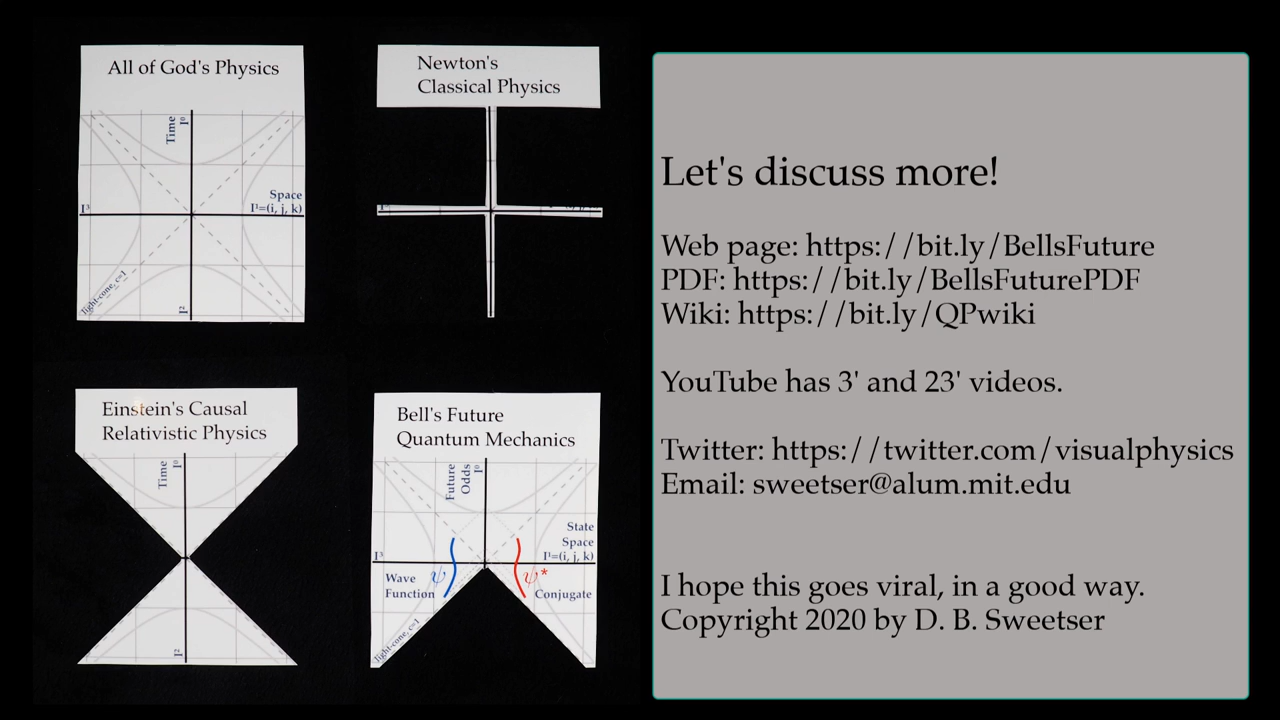 All of God's Physics
Time
I⁰
Space
I³
I¹=(i, j, k)
light-cone, c=1
I²
Newton's
Classical Physics
Einstein's Causal
Relativistic Physics
Time
I⁰
I²
Bell's Future
Quantum Mechanics
Future
Odds
I⁰
State
Space
I³
I¹=(i, j, k)
Wave
Function
ψ
ψ*
Conjugate
light-cone, c=1
Let's discuss more!
Web page: https://bit.ly/BellsFuture
PDF: https://bit.ly/BellsFuturePDF
Wiki: https://bit.ly/QPwiki
YouTube has 3' and 23' videos.
Twitter: https://twitter.com/visualphysics
Email: sweetser@alum.mit.edu
I hope this goes viral, in a good way.
Copyright 2020 by D. B. Sweetser